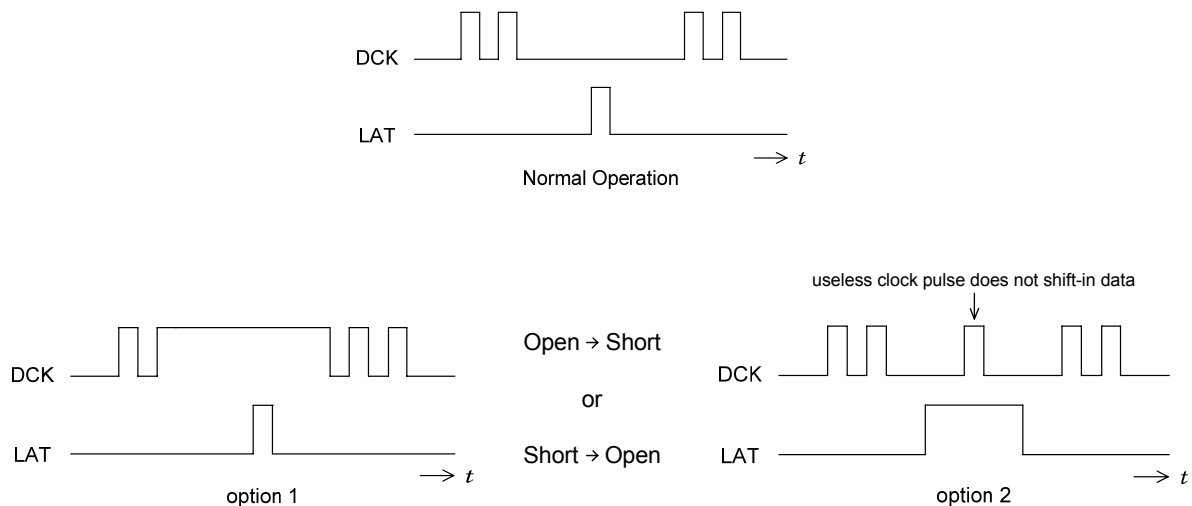 DCK
LAT
t
Normal Operation
useless clock pulse does not shift-in data
DCK
LAT
t
option 1
Open → Short
or
Short → Open
DCK
LAT
t
option 2